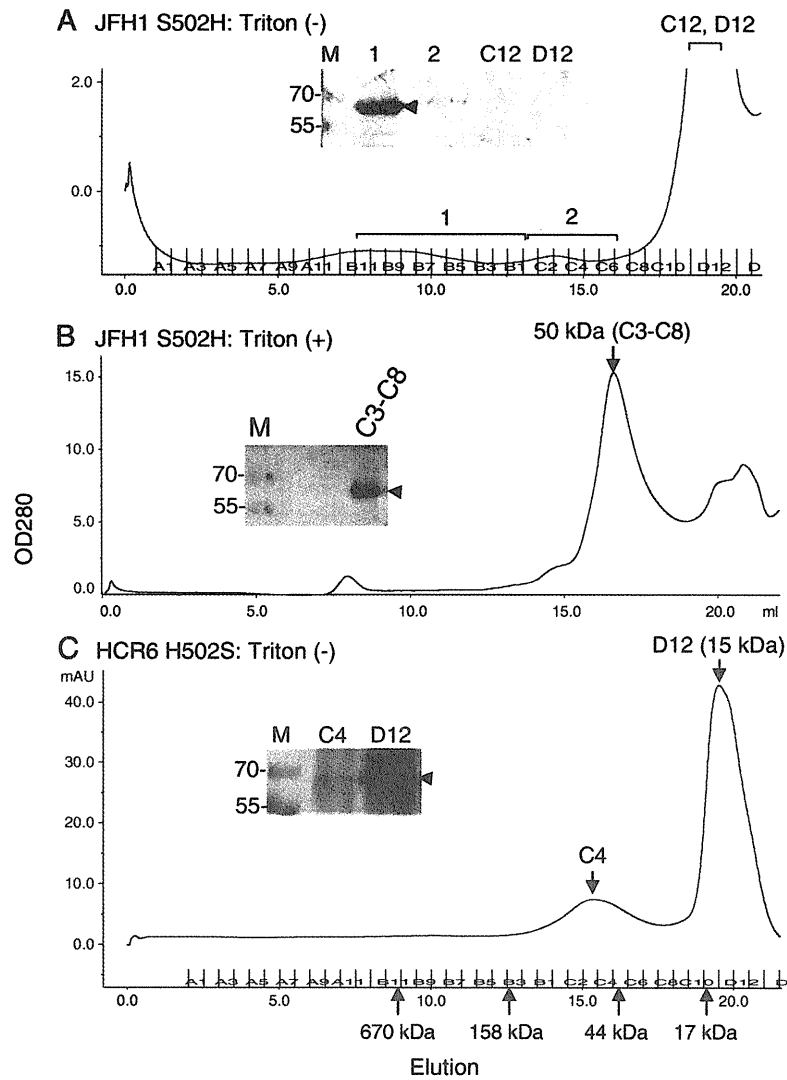 A JFH1 S502H: Triton (-)
C12, D12
M 1 2 C12 D12
2.0
70-
55-
0.0
1 2
A1 A3 A5 A7 A9 A11 B11 B9 B7 B5 B3 B1 C2 C4 C6 C8 C10 D12 D
0.0 5.0 10.0 15.0 20.0
B JFH1 S502H: Triton (+)
50 kDa (C3-C8)
15.0
M C3-C8
10.0
70-
55-
5.0
0.0
OD280
0.0 5.0 10.0 15.0 20.0 ml
C HCR6 H502S: Triton (-)
D12 (15 kDa)
mAU
40.0
M C4 D12
70-
55-
30.0
20.0
C4
10.0
0.0
A1 A3 A5 A7 A9 A11 B11 B9 B7 B5 B3 B1 C2 C4 C6 C8 C10 D12 D
0.0 5.0 10.0 15.0 20.0
670 kDa 158 kDa 44 kDa 17 kDa
Elution